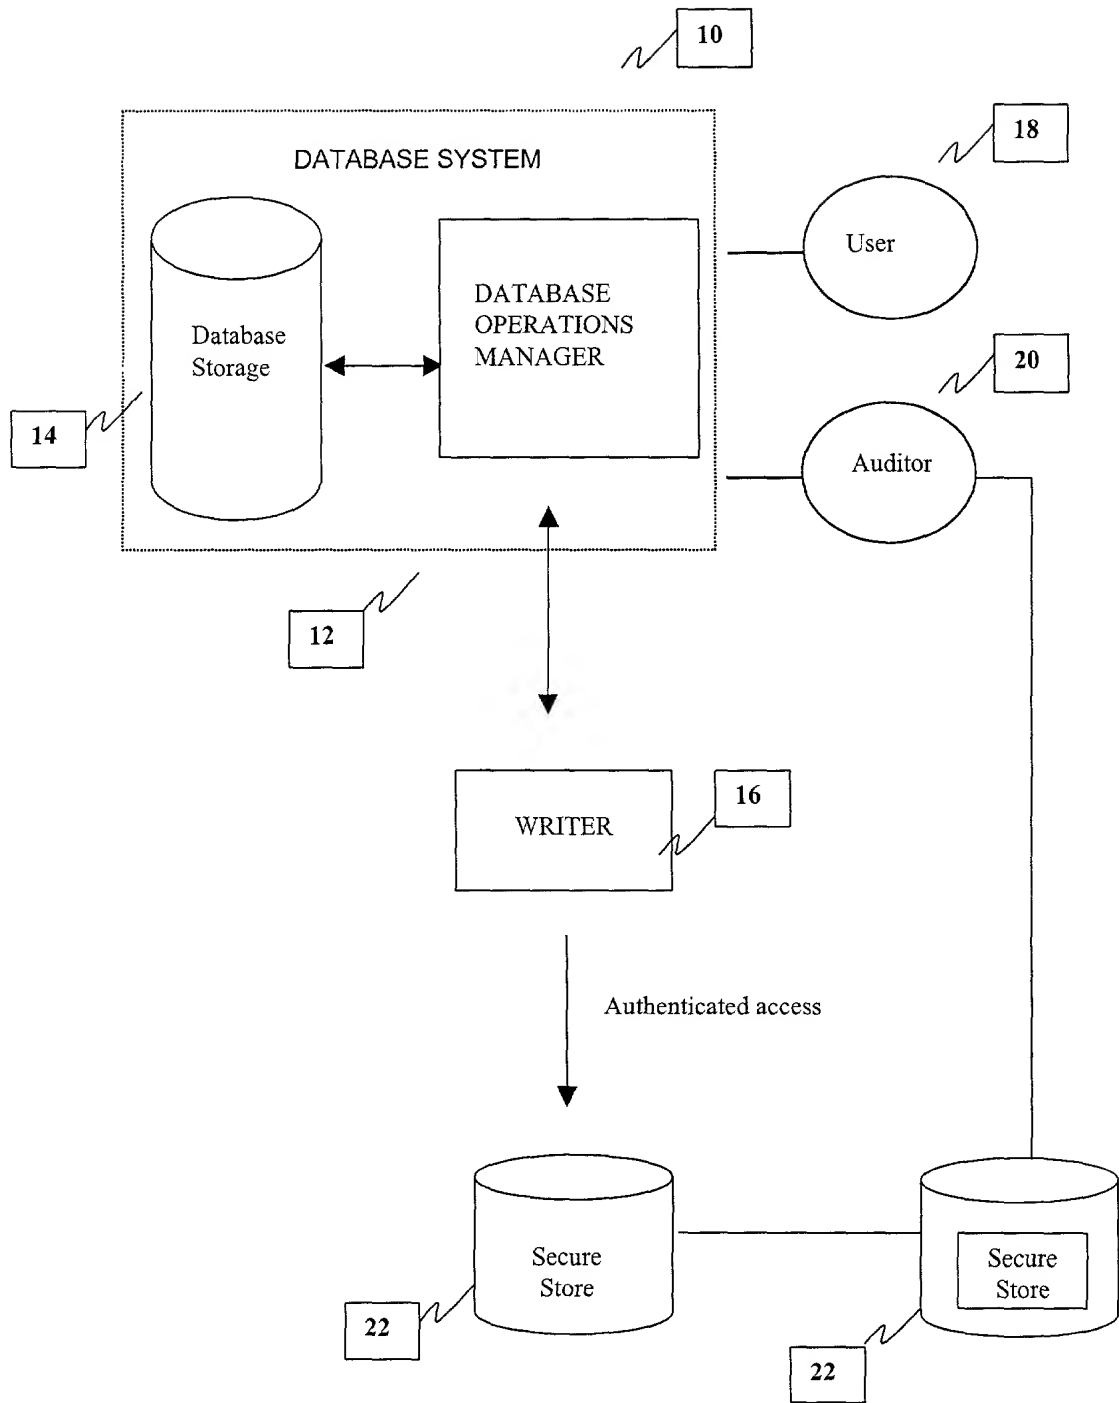 10
18
DATABASE SYSTEM
User
DATABASE
OPERATIONS
MANAGER
Database
Storage
20
14
Auditor
12
16
WRITER
Authenticated access
Secure
Store
Secure
Store
22
22